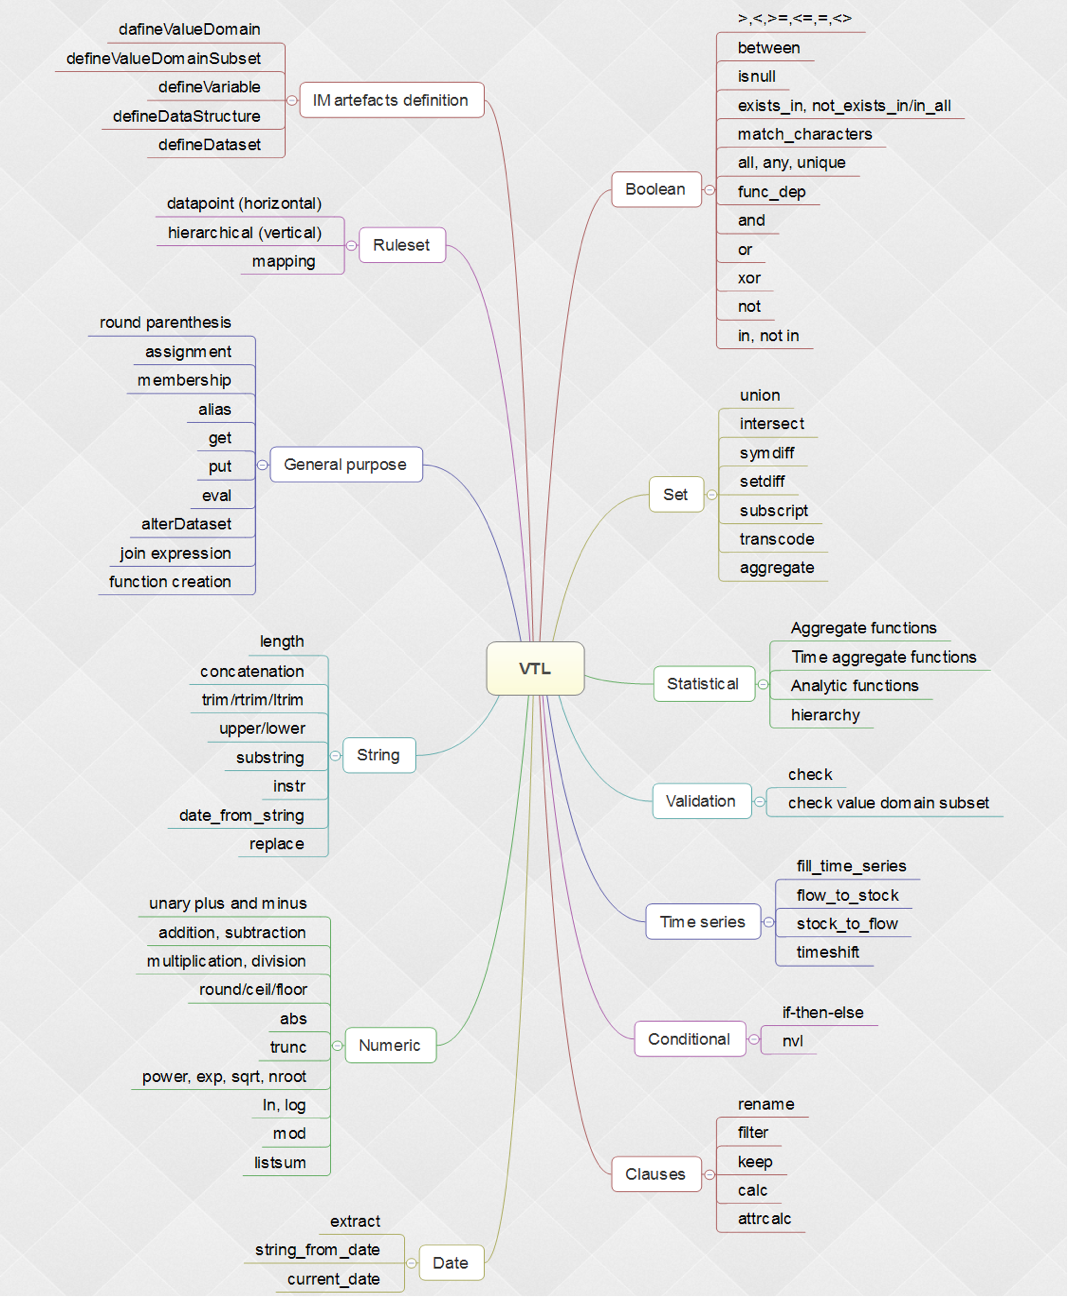 dafineValueDomain
defineValueDomainSubset
defineVariable
defineDataStructure
defineDataset
IM artefacts definition
datapoint (horizontal)
hierarchical (vertical)
mapping
Ruleset
round parenthesis
assignment
membership
alias
get
put
eval
alterDataset
join expression
function creation
General purpose
length
concatenation
trim/rtrim/ltrim
upper/lower
substring
instr
date_from_string
replace
String
unary plus and minus
addition, subtraction
multiplication, division
round/ceil/floor
abs
trunc
power, exp, sqrt, nroot
ln, log
mod
listsum
Numeric
extract
string_from_date
current_date
Date
VTL
Boolean
>,<,>=,<=,=,<>
between
isnull
exists_in, not_exists_in/in_all
match_characters
all, any, unique
func_dep
and
or
xor
not
in, not in
Set
union
intersect
symdiff
setdiff
subscript
transcode
aggregate
Statistical
Aggregate functions
Time aggregate functions
Analytic functions
hierarchy
Validation
check
check value domain subset
Time series
fill_time_series
flow_to_stock
stock_to_flow
timeshift
Conditional
if-then-else
nvl
Clauses
rename
filter
keep
calc
attrcalc